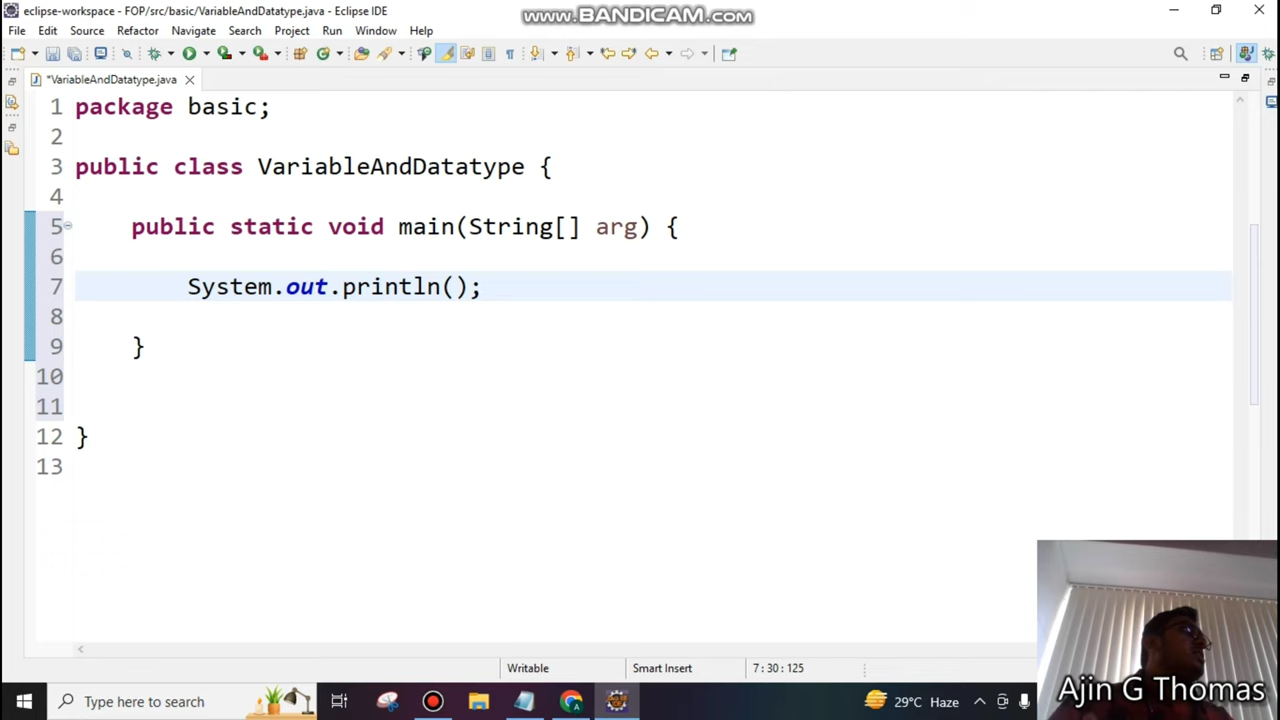 eclipse-workspace - FOP/src/basic/VariableAndDatatype.java - Eclipse IDE
www.BANDICAM.com
File Edit Source Refactor Navigate Search Project Run Window Help
*VariableAndDatatype.java
1 package basic;
2
3 public class VariableAndDatatype {
4
5 public static void main(String[] arg) {
6
7 System.out.println();
8
9 }
10
11
12 }
13
Writable Smart Insert 7 : 30 : 125
Type here to search
29°C Haze
Ajin G Thomas